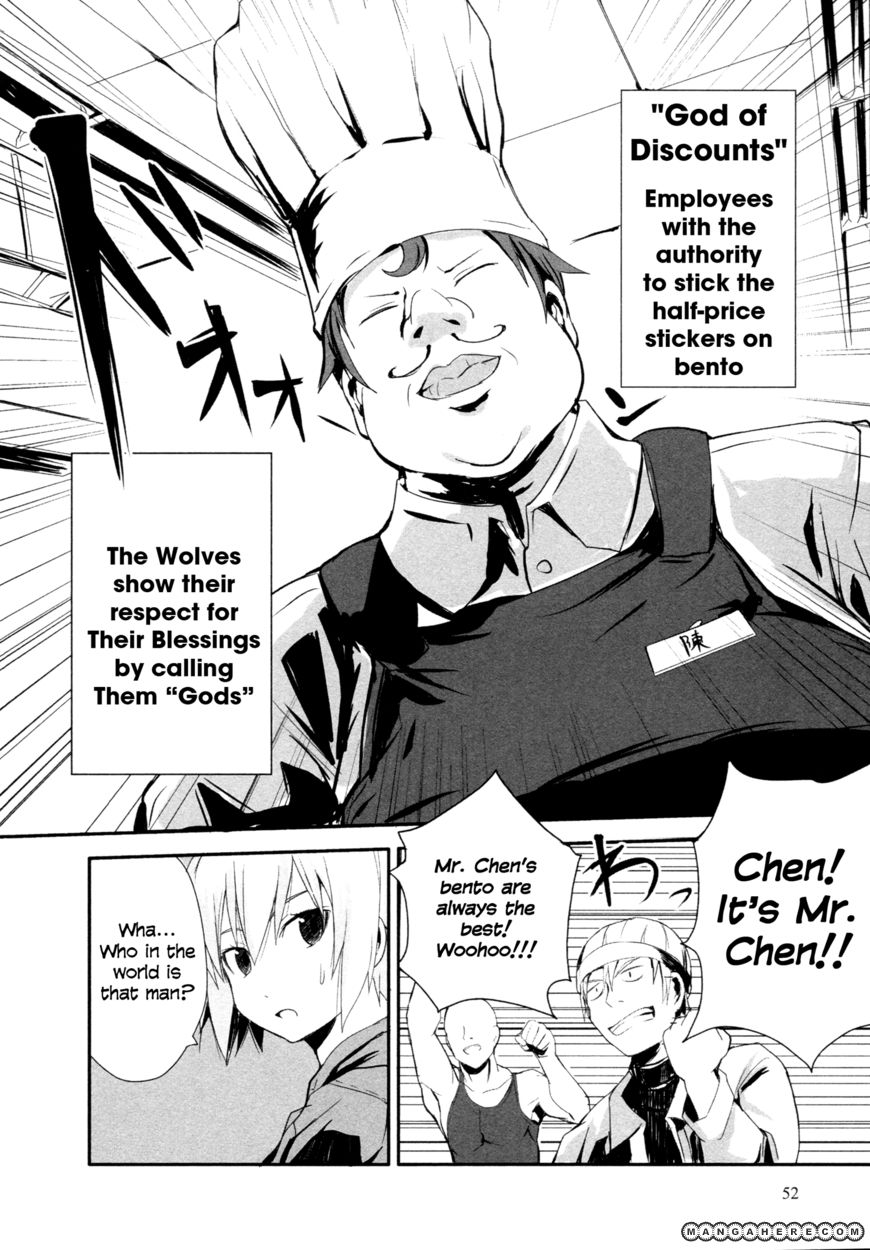 "God of
Discounts"
Employees
with the
authority
to stick the
half-price
stickers on
bento
ドォオオ
ン
陳
The Wolves
show their
respect for
Their Blessings
by calling
Them “Gods”
Chen!
It's Mr.
Chen!!
わっ
Mr. Chen's
bento are
always the
best!
Woohoo!!!
Wha...
Who in the
world is
that man?
52
MANGAHERE.COM